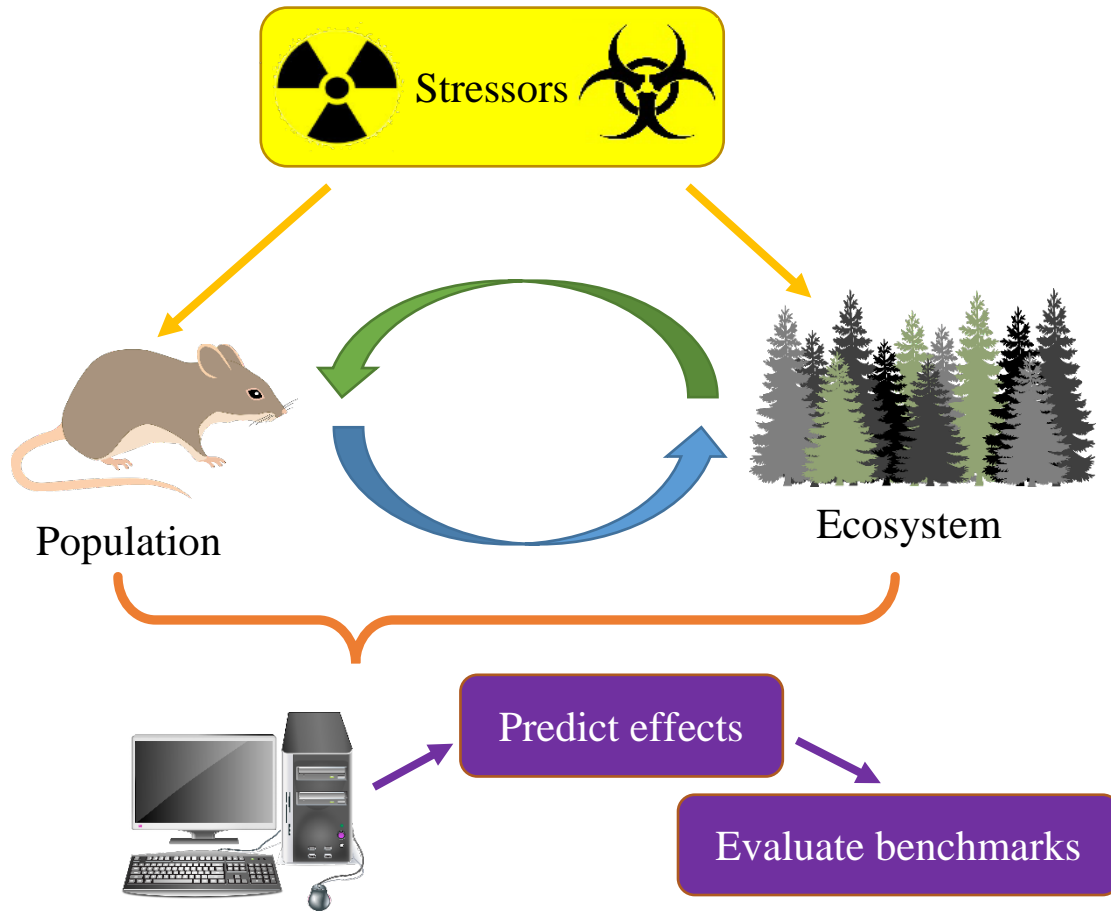 Stressors
Population
Ecosystem
Predict effects
Evaluate benchmarks